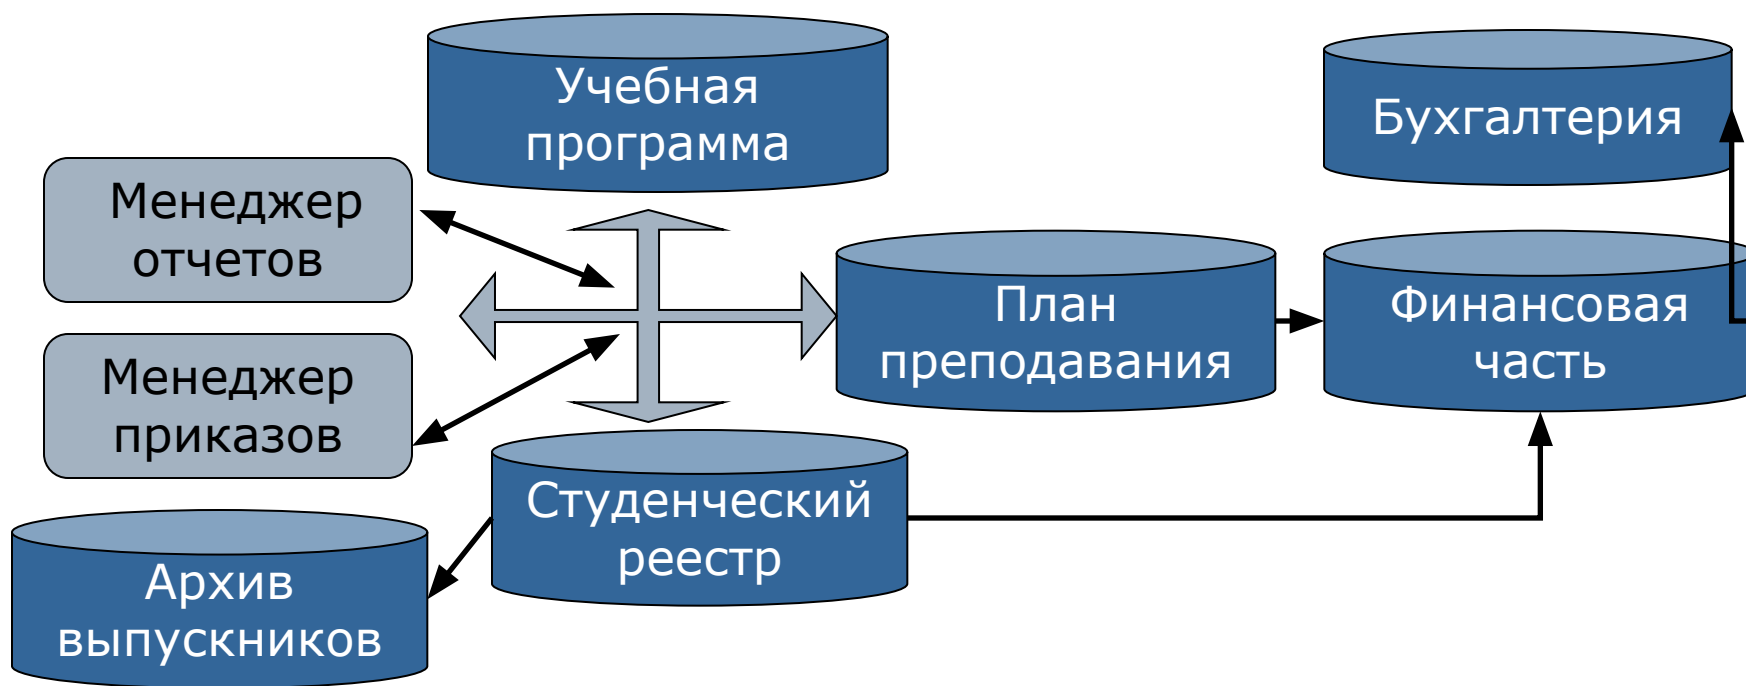 Учебная
программа
Бухгалтерия
Менеджер
отчетов
План
преподавания
Финансовая
часть
Менеджер
приказов
Студенческий
реестр
Архив
выпускников